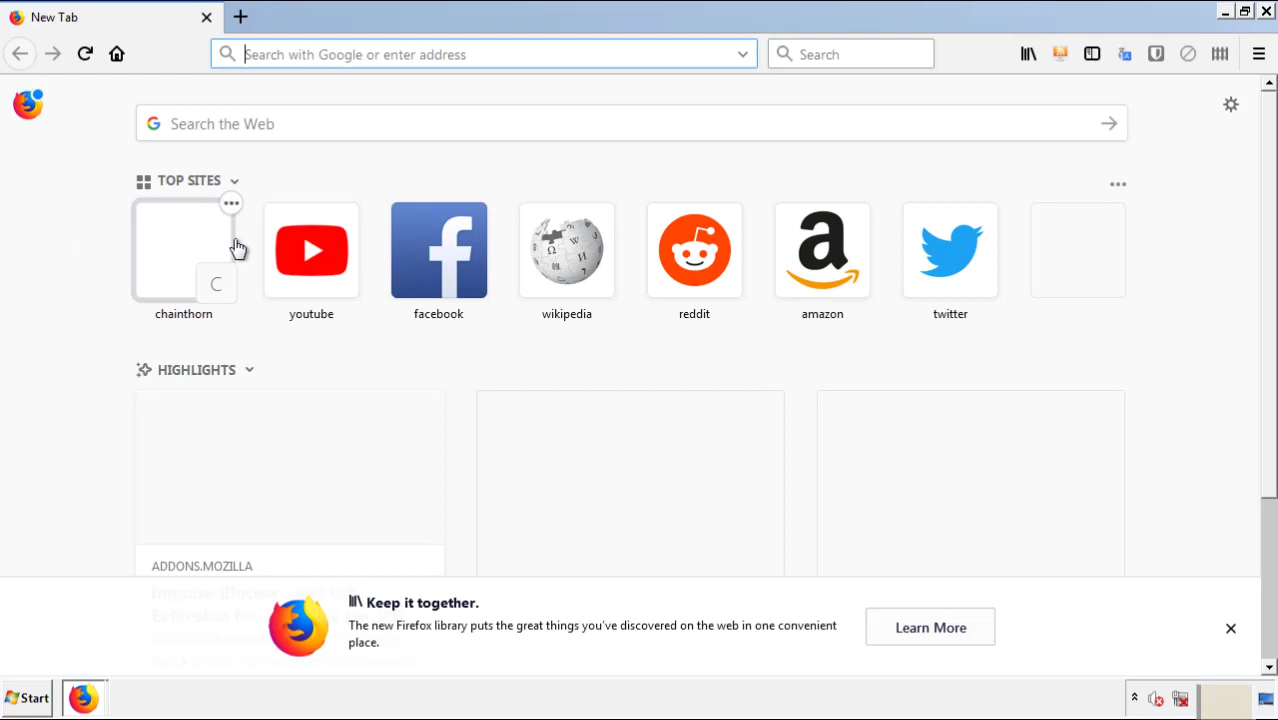 New Tab
Search with Google or enter address
Search
Search the Web
TOP SITES
C
chainthorn
youtube
facebook
wikipedia
reddit
amazon
twitter
HIGHLIGHTS
ADDONS.MOZILLA
Keep it together.
The new Firefox library puts the great things you've discovered on the web in one convenient
place.
Learn More
Start